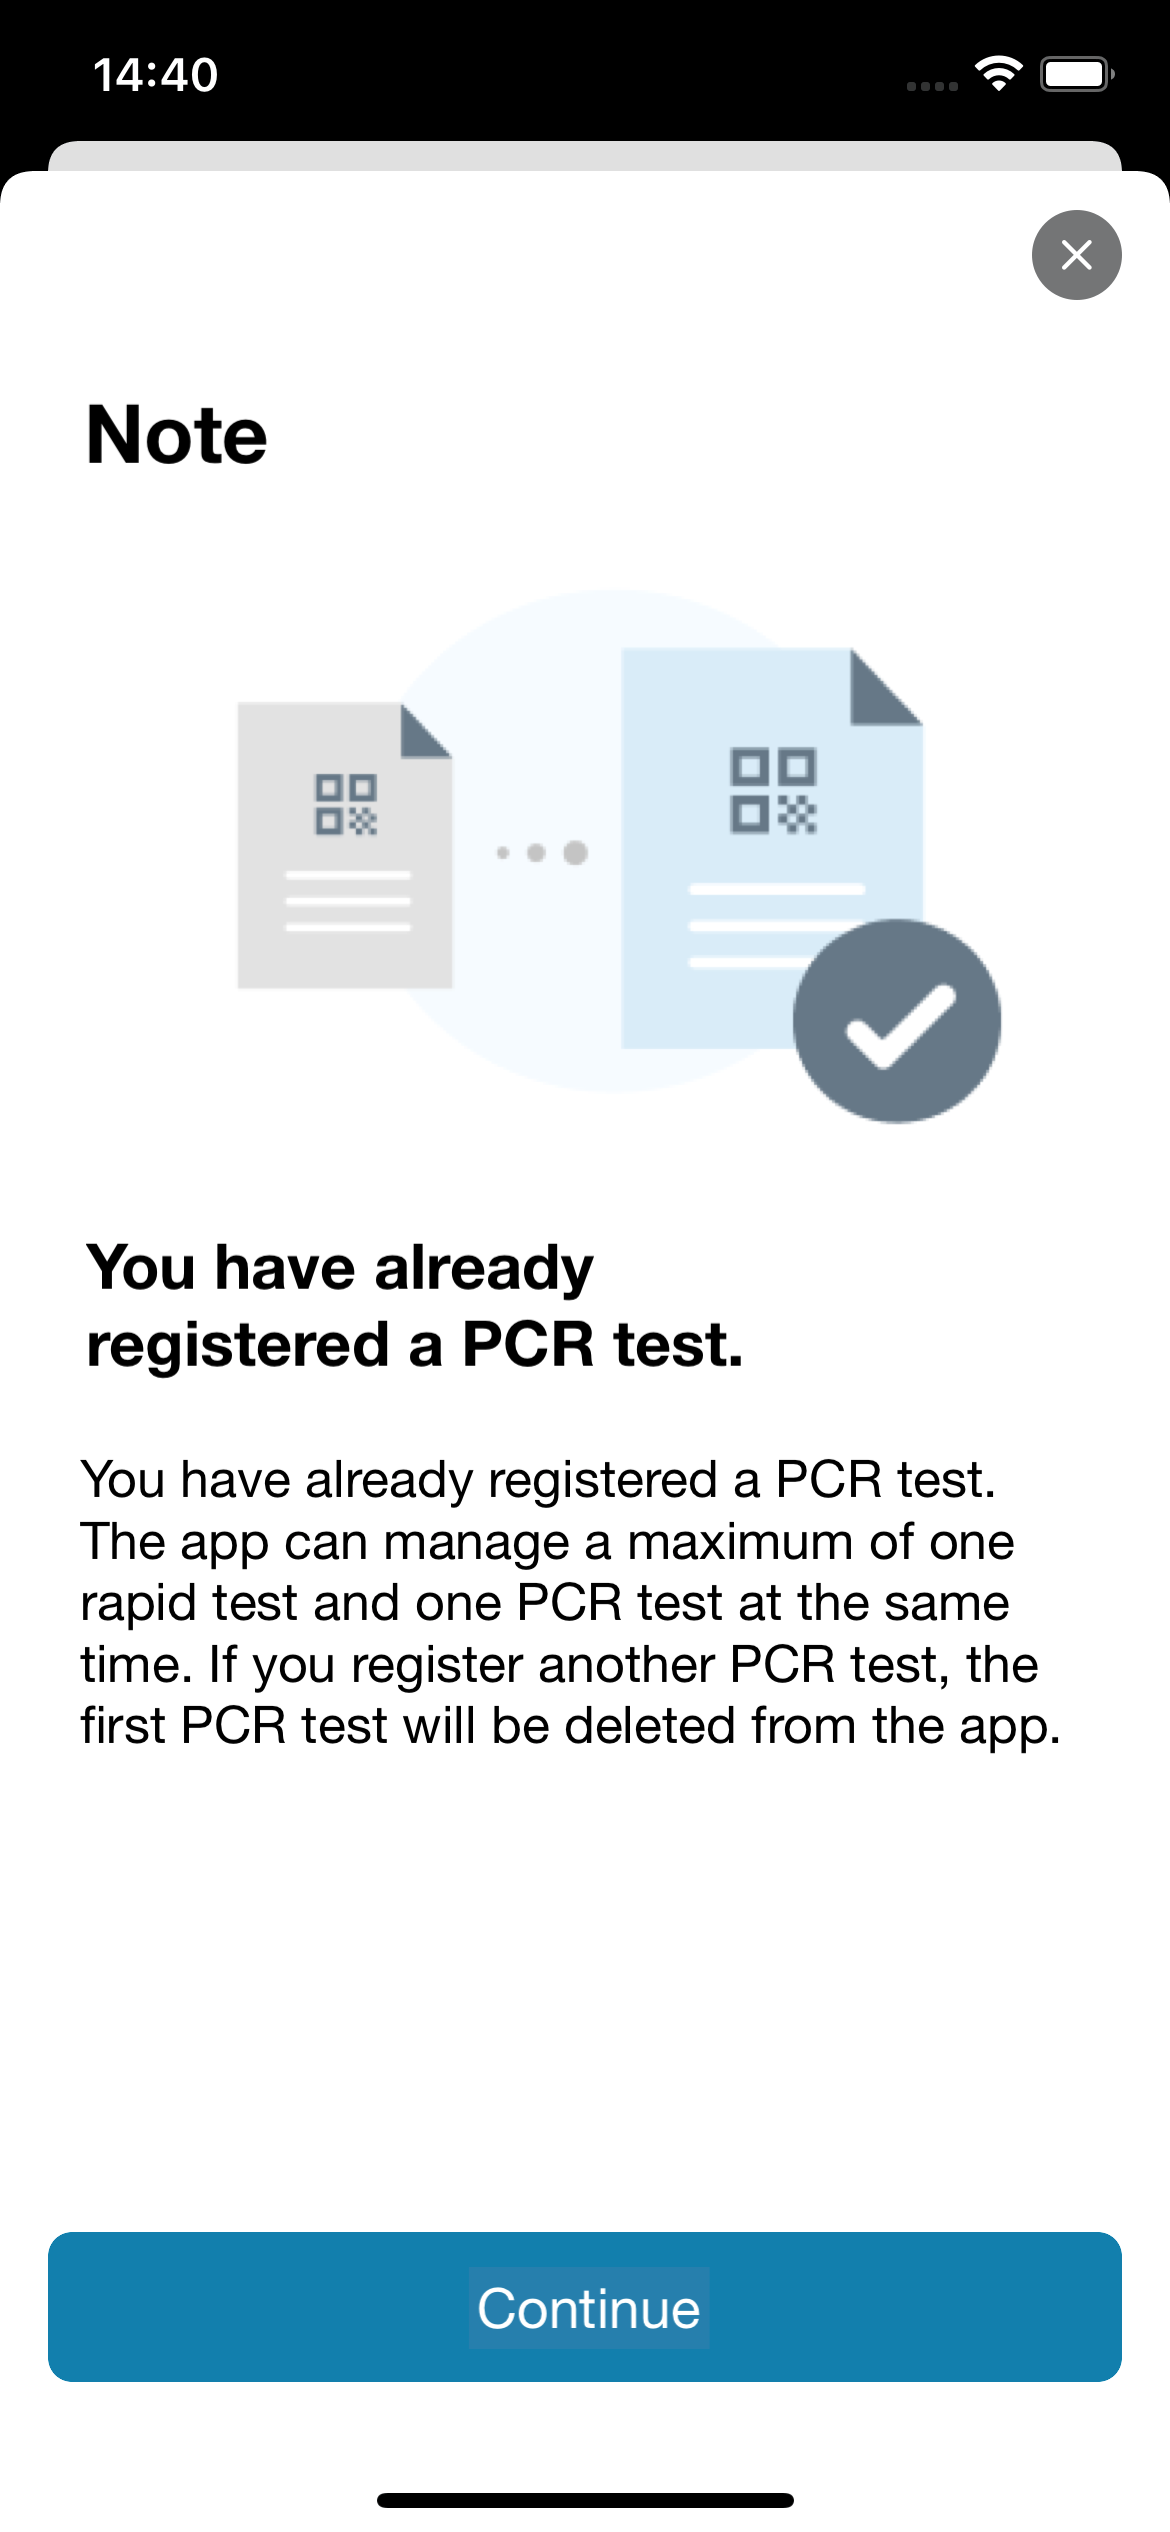 14:40
Note
You have already
registered a PCR test.
You have already registered a PCR test.
The app can manage a maximum of one
rapid test and one PCR test at the same
time. If you register another PCR test, the
first PCR test will be deleted from the app.
Continue